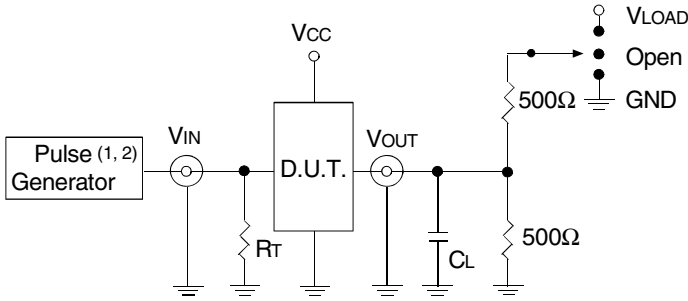 VLOAD
VCC
Open
500Ω
GND
VIN
VOUT
Pulse (1, 2)
Generator
D.U.T.
RT
CL
500Ω